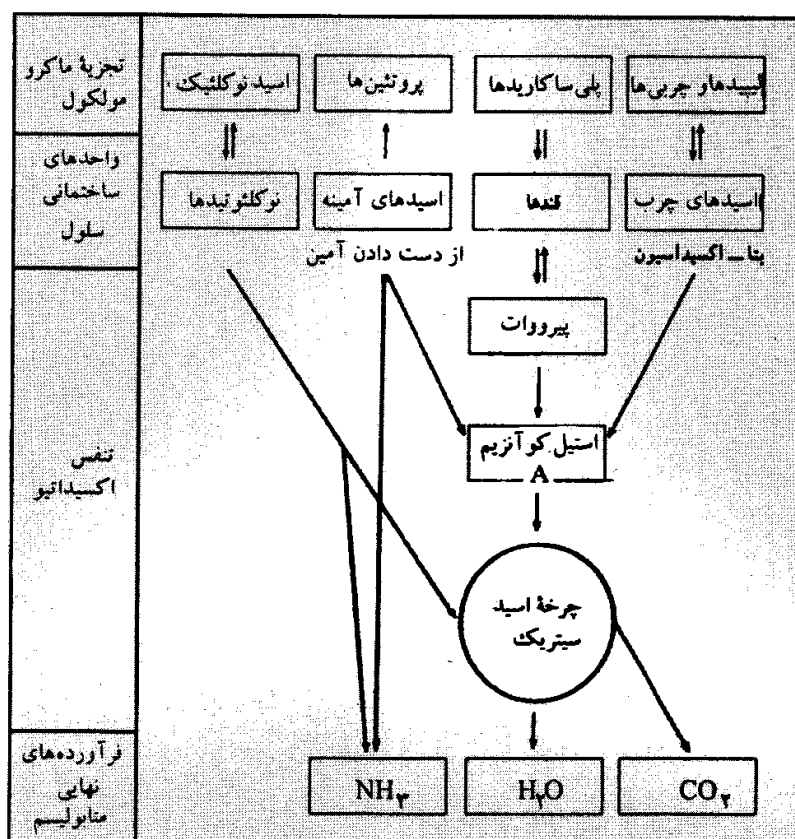 تجزیهٔ ماکرو
مولکول
لیپیدها و چربی‌ها
پلی‌ساکاریدها
پروتئین‌ها
اسید نوکلئیک
واحدهای
ساختمانی
سلول
اسیدهای چرب
قندها
اسیدهای آمینه
نوکلئوتیدها
بتا–اکسیداسیون
از دست دادن آمین
پیرووات
تنفس
اکسیداتیو
استیل کوآنزیم
A
چرخهٔ اسید
سیتریک
فرآورده‌های
نهایی
متابولیسم
CO۲
H۲O
NH۳